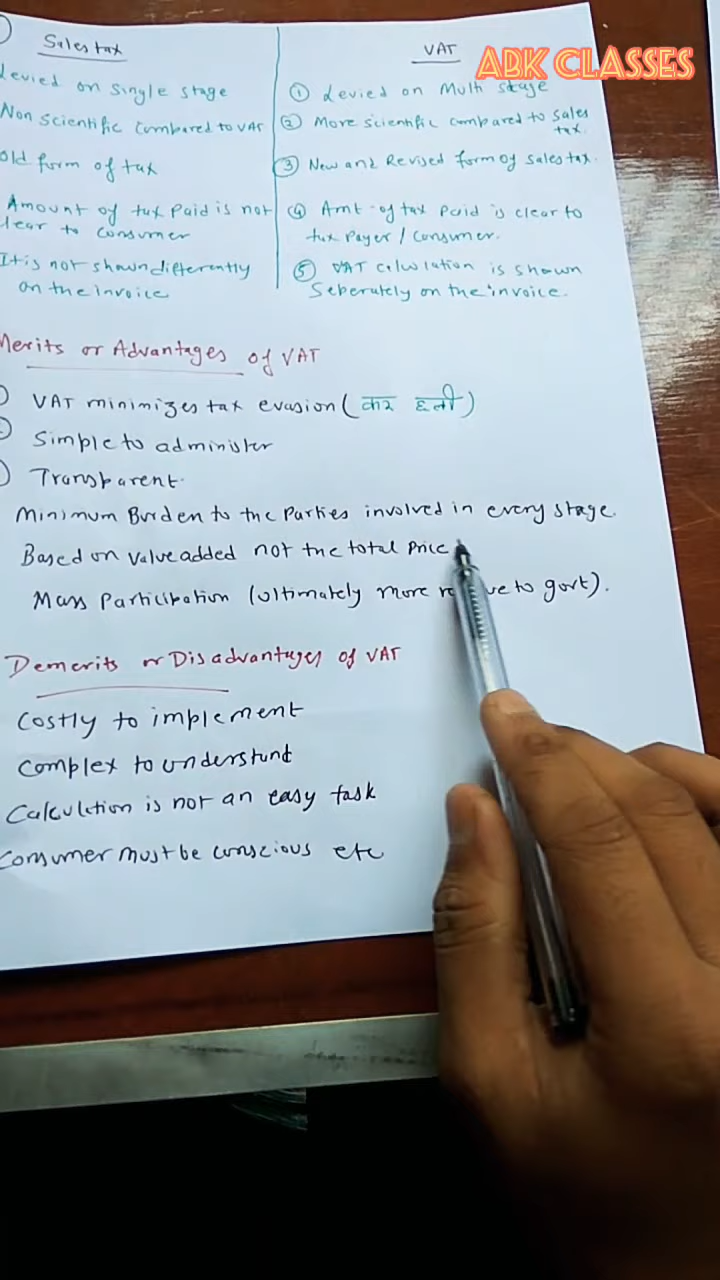 ABK CLASSES
Sales tax
Levied on single stage
Non Scientific compared to VAT
Old form of tax
Amount of tax paid is not
lear to consumer
It is not shown differently
on the invoice
VAT
① Levied on Multi stage
② More scientific compared to sales
tax.
③ New and Revised form of sales tax.
④ Amt of tax paid is clear to
tax payer / consumer.
⑤ VAT calculation is shown
Seperately on the invoice.
Merits or Advantages of VAT
VAT minimizes tax evasion (कर छली)
Simple to administer
Transparent.
Minimum Burden to the Parties involved in every stage.
Based on value added not the total price
Mass Participation (ultimately more to govt).
Demerits or Disadvantages of VAT
Costly to implement
Complex to understand
Calculation is not an easy task
Consumer must be conscious etc